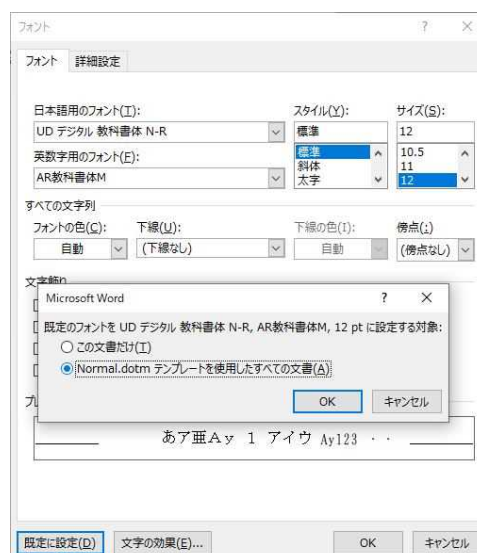 フォント ? ×
フォント 詳細設定
日本語用のフォント(T): スタイル(Y): サイズ(S):
UD デジタル 教科書体 N-R 標準 12
英数字用のフォント(F): 標準 10.5
AR教科書体M 斜体 11
太字 12
すべての文字列
フォントの色(C): 下線(U): 下線の色(I): 傍点(:)
自動 (下線なし) 自動 (傍点なし)
文字飾り
Microsoft Word ? ×
既定のフォントを UD デジタル 教科書体 N-R, AR教科書体M, 12 pt に設定する対象:
この文書だけ(T)
Normal.dotm テンプレートを使用したすべての文書(A)
OK キャンセル
あア亜Ay 1 アイウ Ay123 ・ ・
既定に設定(D) 文字の効果(E)... OK キャンセル